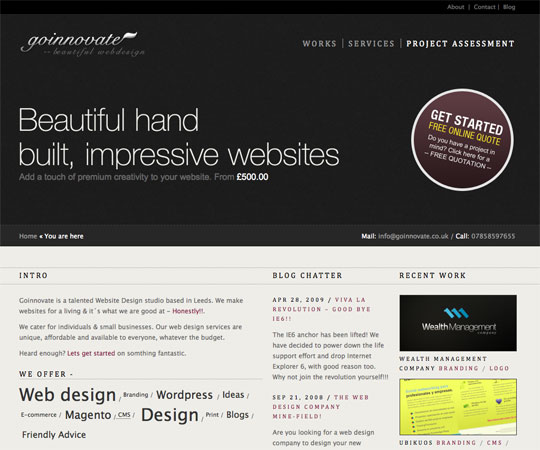 About | Contact | Blog
goinnovate
beautiful webdesign
WORKS | SERVICES | PROJECT ASSESSMENT
Beautiful hand
built, impressive websites
Add a touch of premium creativity to your website. From £500.00
GET STARTED
FREE ONLINE QUOTE
Do you have a project in
mind? Click here for a
– FREE QUOTATION –
Home « You are here
Mail: info@goinnovate.co.uk / Call: 07858597655
INTRO
Goinnovate is a talented Website Design studio based in Leeds. We make
websites for a living & it´s what we are good at – Honestly!!.
We cater for individuals & small businesses. Our web design services are
unique, affordable and available to everyone, whatever the budget.
Heard enough? Lets get started on somthing fantastic.
WE OFFER -
Web design / Branding / Wordpress / Ideas /
E-commerce / Magento / CMS / Design / Print / Blogs /
Friendly Advice
BLOG CHATTER
APR 28, 2009 / VIVA LA
REVOLUTION – GOOD BYE
IE6!!
The IE6 anchor has been lifted! We
have decided to power down the life
support effort and drop Internet
Explorer 6, with good reason too.
Why not join the revolution yourself!!!
SEP 21, 2008 / THE WEB
DESIGN COMPANY
MINE-FIELD!
Are you looking for a web design
company to design your new
RECENT WORK
WealthManagement
COMPANY
WEALTH MANAGEMENT
COMPANY BRANDING / LOGO
profesionales y empleados
UBIKUOS BRANDING / CMS /